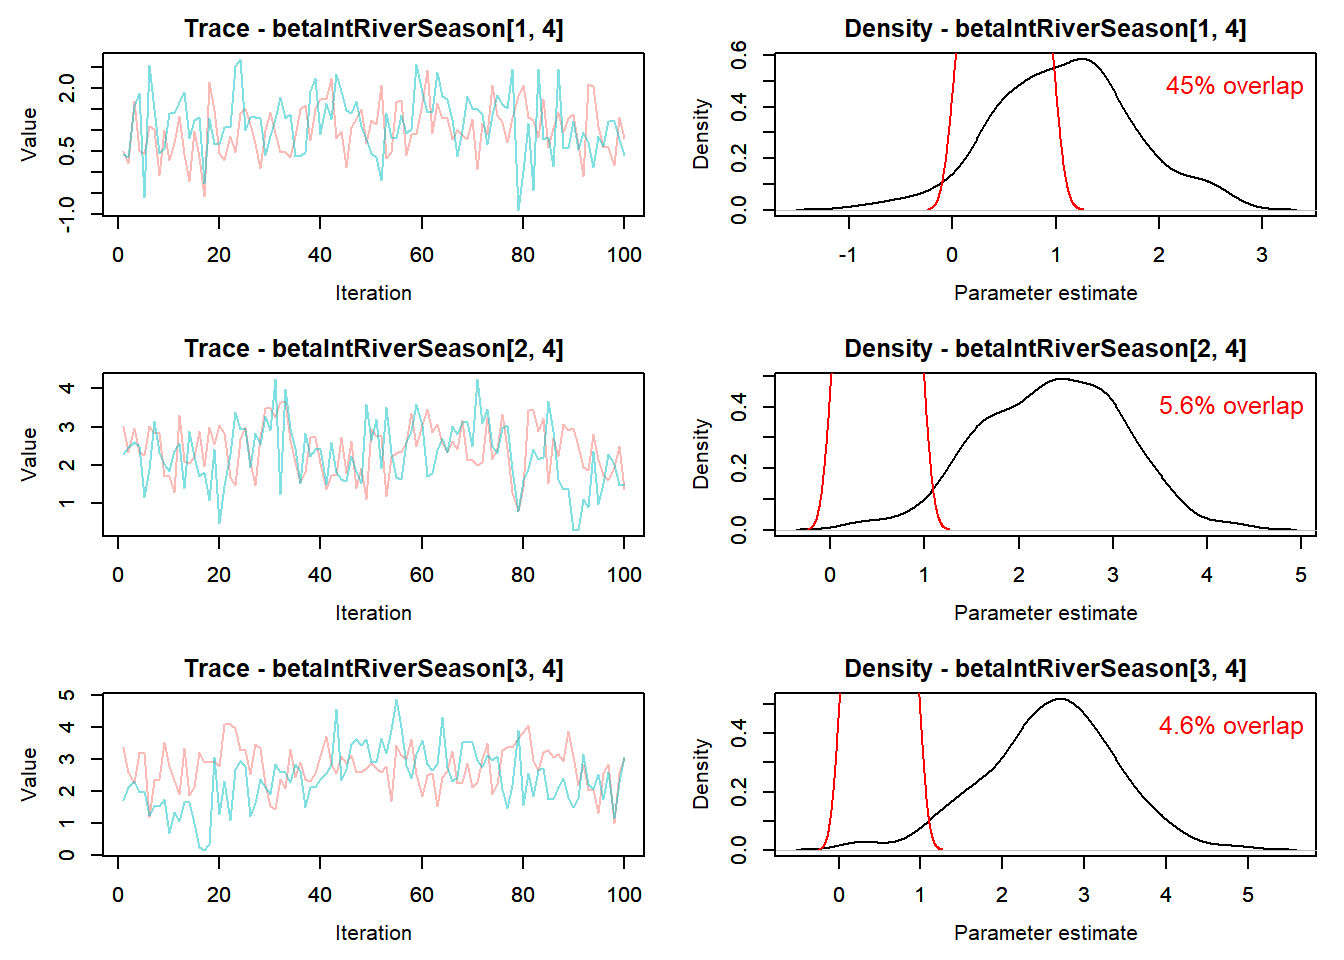 Trace - betaIntRiverSeason[1, 4]
Value
-1.0 0.5 2.0
0 20 40 60 80 100
Iteration
Density - betaIntRiverSeason[1, 4]
Density
0.0 0.2 0.4 0.6
45% overlap
-1 0 1 2 3
Parameter estimate
Trace - betaIntRiverSeason[2, 4]
Value
1 2 3 4
0 20 40 60 80 100
Iteration
Density - betaIntRiverSeason[2, 4]
Density
0.0 0.2 0.4
5.6% overlap
0 1 2 3 4 5
Parameter estimate
Trace - betaIntRiverSeason[3, 4]
Value
0 1 2 3 4 5
0 20 40 60 80 100
Iteration
Density - betaIntRiverSeason[3, 4]
Density
0.0 0.2 0.4
4.6% overlap
0 1 2 3 4 5
Parameter estimate